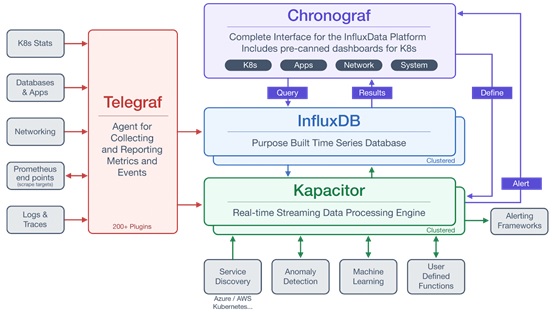 K8s Stats
Databases
& Apps
Networking
Prometheus
end points
(scrape targets)
Logs &
Traces
Telegraf
Agent for
Collecting
and Reporting
Metrics and
Events
200+ Plugins
Chronograf
Complete Interface for the InfluxData Platform
Includes pre-canned dashboards for K8s
K8s
Apps
Network
System
Query
Results
Define
InfluxDB
Purpose Built Time Series Database
Clustered
Alert
Kapacitor
Real-time Streaming Data Processing Engine
Clustered
Alerting
Frameworks
Service
Discovery
Azure / AWS
Kubernetes...
Anomaly
Detection
Machine
Learning
User
Defined
Functions